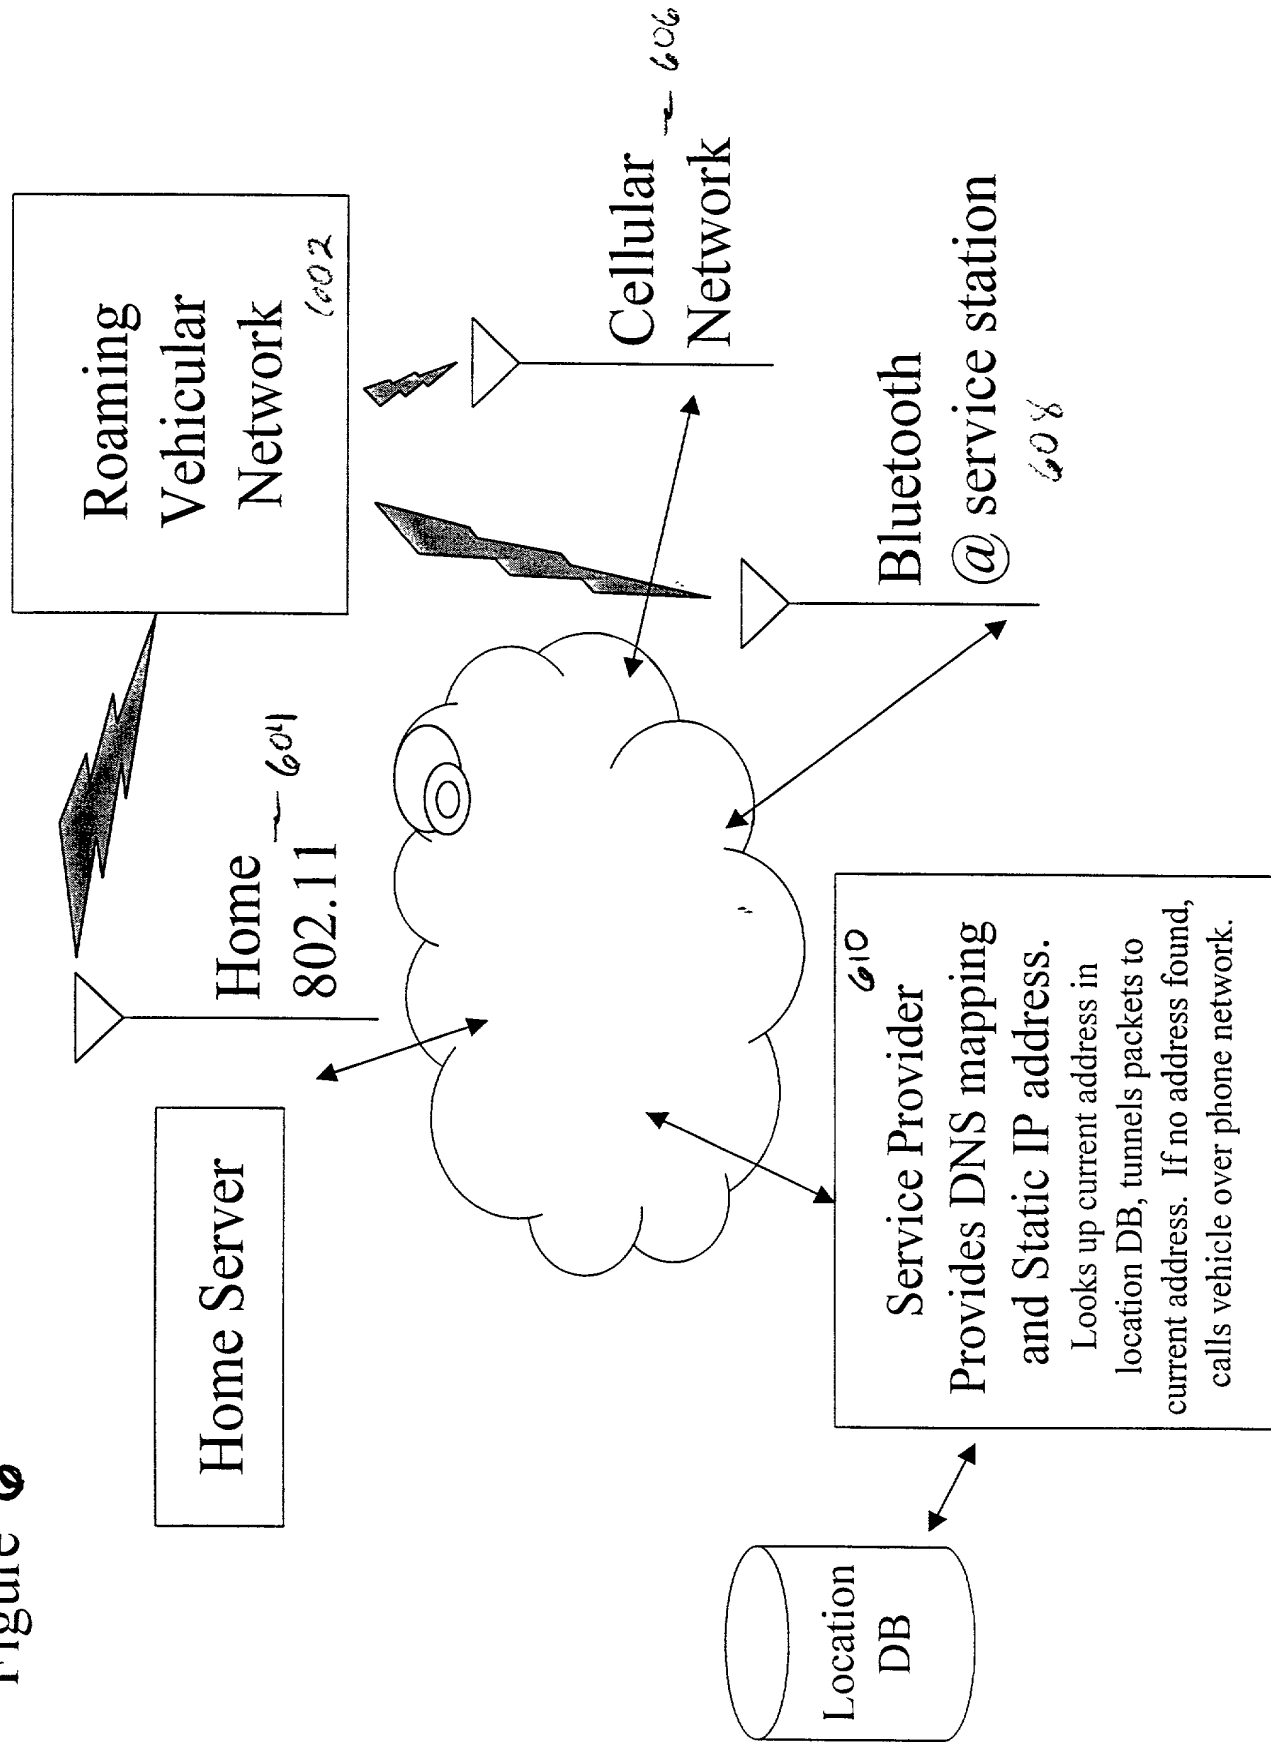 Figure 6
Home Server
Home
802.11
604
Roaming
Vehicular
Network
602
Cellular
Network
606
Bluetooth
@ service station
608
610
Service Provider
Provides DNS mapping
and Static IP address.
Looks up current address in
location DB, tunnels packets to
current address. If no address found,
calls vehicle over phone network.
Location
DB